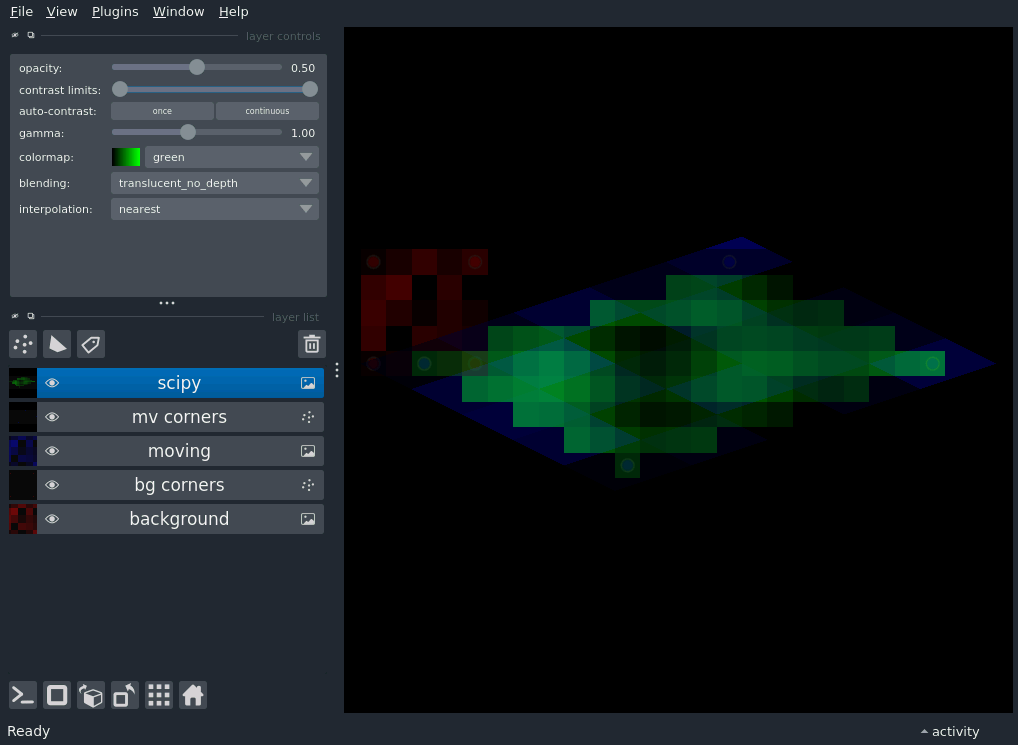 File View Plugins Window Help
layer controls
opacity: 0.50
contrast limits:
auto-contrast: once continuous
gamma: 1.00
colormap: green
blending: translucent_no_depth
interpolation: nearest
layer list
scipy
mv corners
moving
bg corners
background
Ready activity